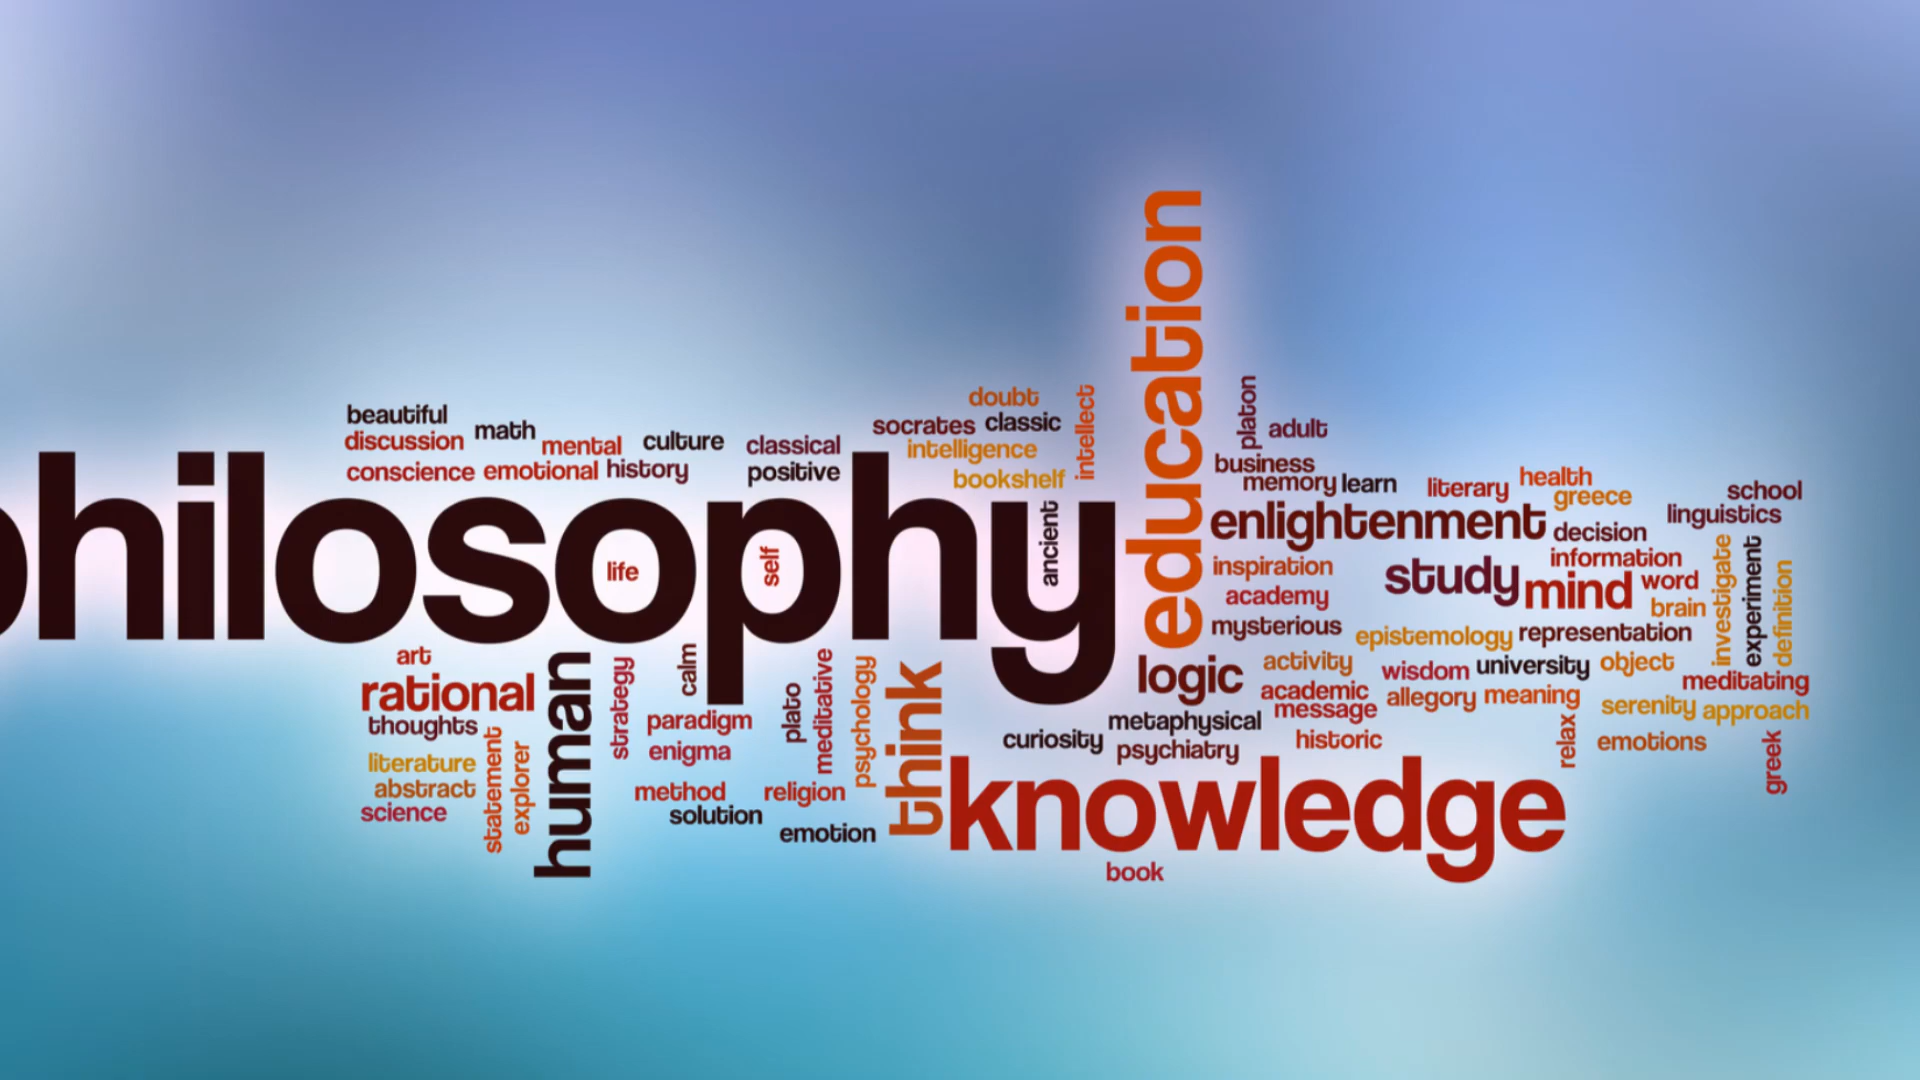 beautiful
discussion
math
mental
culture
classical
conscience emotional history
positive
doubt
socrates classic
intelligence
bookshelf
intellect
education
platon
adult
business
memory learn
literary
health
greece
school
linguistics
philosophy
life
self
ancient
enlightenment
decision
information
inspiration
study
mind
word
academy
brain
mysterious
epistemology
representation
investigate
experiment
definition
art
rational
thoughts
human
strategy
calm
paradigm
enigma
plato
meditative
psychology
think
logic
activity
wisdom
university
object
meditating
academic
message
allegory
meaning
serenity
approach
metaphysical
curiosity
psychiatry
historic
relax
emotions
greek
literature
abstract
science
statement
explorer
method
religion
solution
emotion
knowledge
book